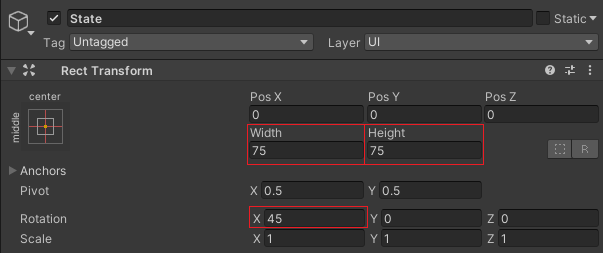 State Static
Tag Untagged Layer UI
Rect Transform
center
middle
Pos X Pos Y Pos Z
0 0 0
Width Height
75 75
R
Anchors
Pivot X 0.5 Y 0.5
Rotation X 45 Y 0 Z 0
Scale X 1 Y 1 Z 1